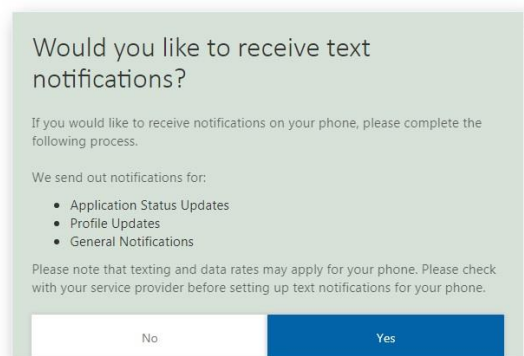 Would you like to receive text
notifications?
If you would like to receive notifications on your phone, please complete the
following process.
We send out notifications for:
• Application Status Updates
• Profile Updates
• General Notifications
Please note that texting and data rates may apply for your phone. Please check
with your service provider before setting up text notifications for your phone.
No Yes